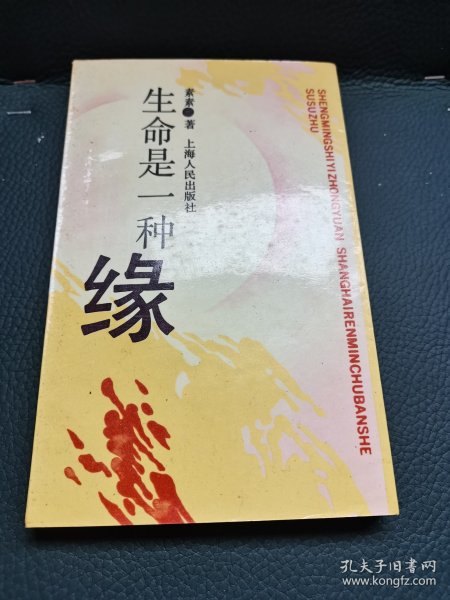 生命是一种
缘
素素 著 上海人民出版社
SHENGMINGSHIYIZHONGYUAN SHANGHAIRENMINCHUBANSHE
SUSUZHU
孔夫子旧书网
www.kongfz.com